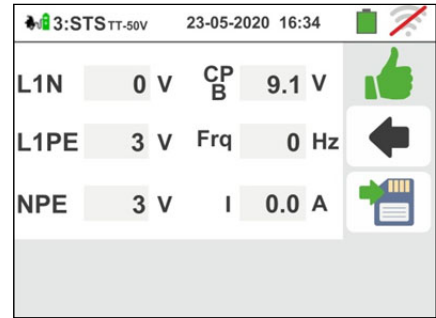 3:STS TT-50V 23-05-2020 16:34
L1N 0 V CP B 9.1 V
L1PE 3 V Frq 0 Hz
NPE 3 V I 0.0 A